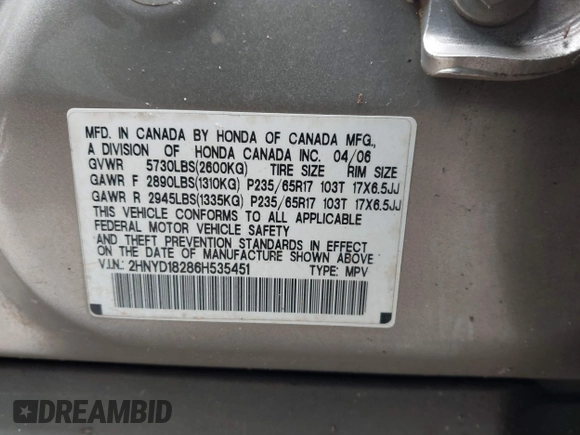 MFD. IN CANADA BY HONDA OF CANADA MFG.,
A DIVISION OF HONDA CANADA INC. 04/06
GVWR 5730LBS(2600KG) TIRE SIZE RIM SIZE
GAWR F 2890LBS(1310KG) P235/65R17 103T 17X6.5JJ
GAWR R 2945LBS(1335KG) P235/65R17 103T 17X6.5JJ
THIS VEHICLE CONFORMS TO ALL APPLICABLE
FEDERAL MOTOR VEHICLE SAFETY
AND THEFT PREVENTION STANDARDS IN EFFECT
ON THE DATE OF MANUFACTURE SHOWN ABOVE
V.I.N.: 2HNYD18286H535451 TYPE: MPV
DREAMBID